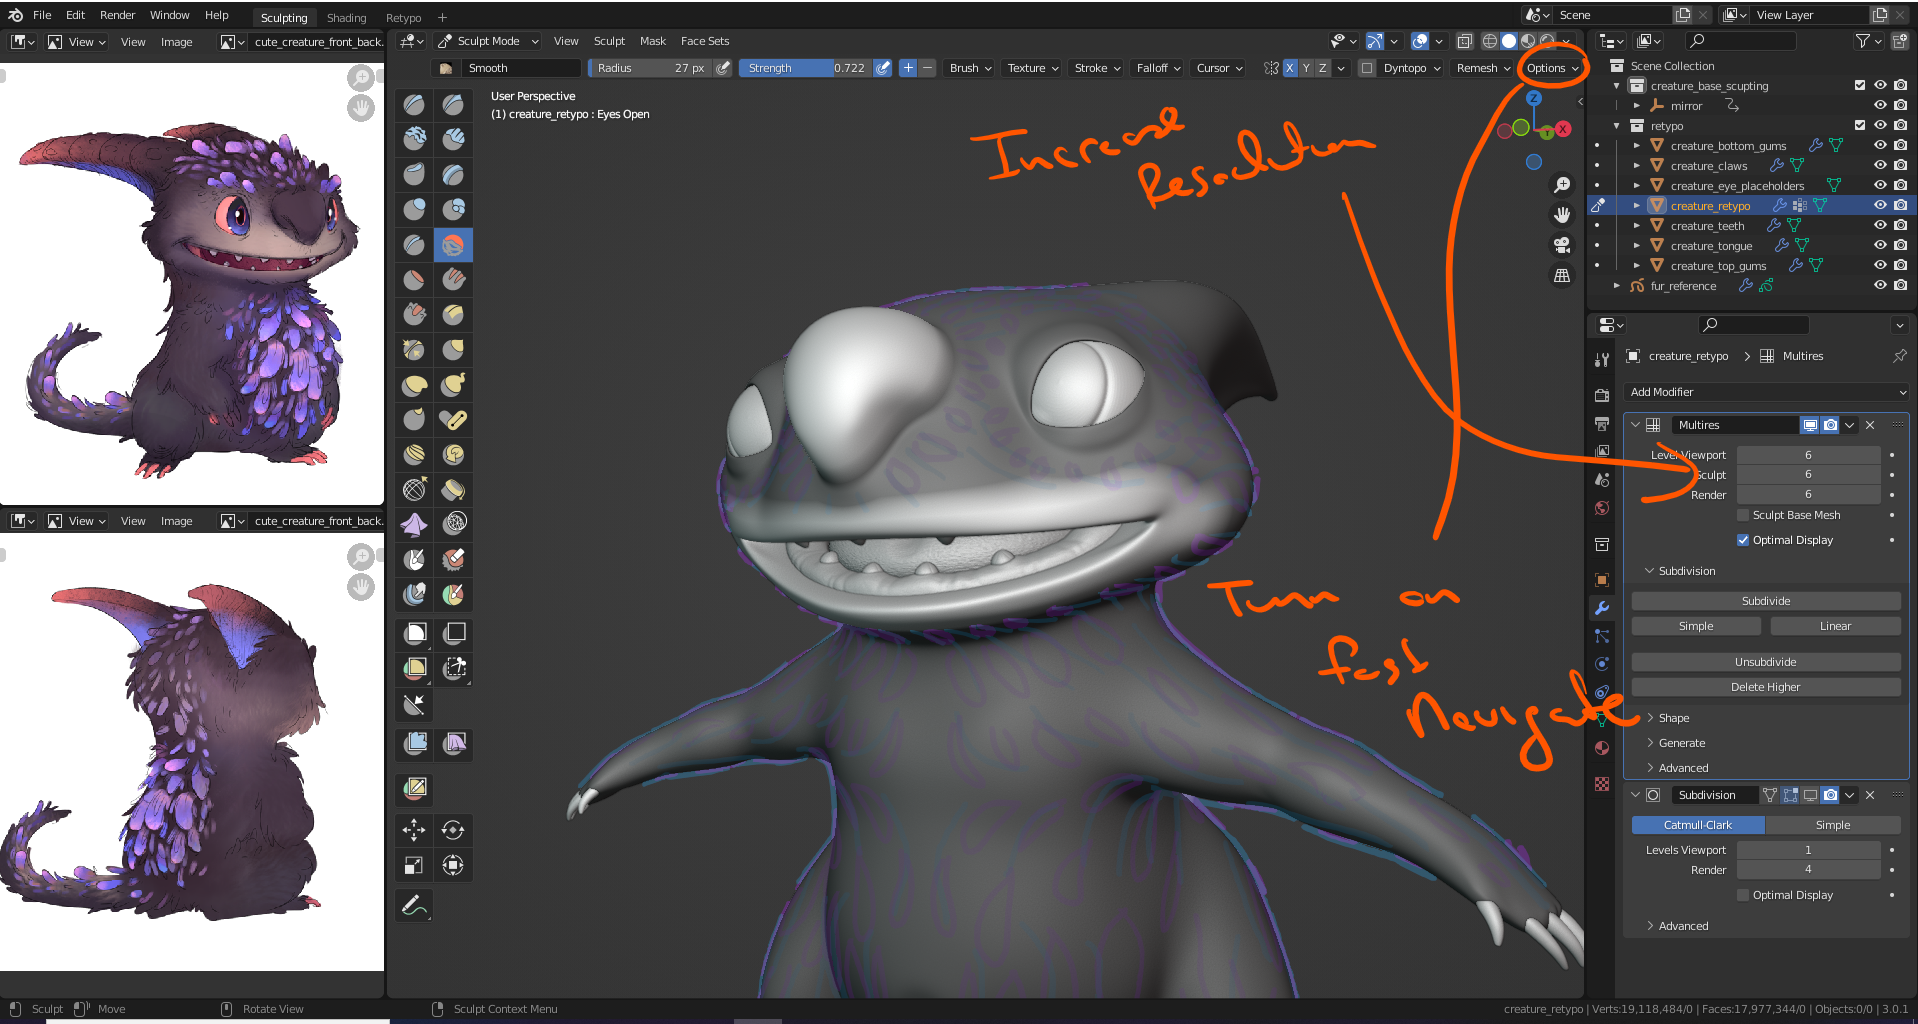 File Edit Render Window Help Sculpting Shading Retypo + Scene View Layer
View View Image cute_creature_front_back.
Sculpt Mode View Sculpt Mask Face Sets
Smooth Radius 27 px Strength 0.722 + − Brush Texture Stroke Falloff Cursor X Y Z Dyntopo Remesh Options
User Perspective
(1) creature_retypo : Eyes Open
Increase
Resolution
Z
Y
X
Turn on
fast
Navigate
Scene Collection
creature_base_scupting
mirror
retypo
creature_bottom_gums
creature_claws
creature_eye_placeholders
creature_retypo
creature_teeth
creature_tongue
creature_top_gums
fur_reference
creature_retypo > Multires
Add Modifier
Multires
Level Viewport 6
Sculpt 6
Render 6
Sculpt Base Mesh
Optimal Display
Subdivision
Subdivide
Simple Linear
Unsubdivide
Delete Higher
Shape
Generate
Advanced
Subdivision
Catmull-Clark Simple
Levels Viewport 1
Render 4
Optimal Display
Advanced
View View Image cute_creature_front_back.
Sculpt Move Rotate View Sculpt Context Menu
creature_retypo | Verts:19,118,484/0 | Faces:17,977,344/0 | Objects:0/0 | 3.0.1